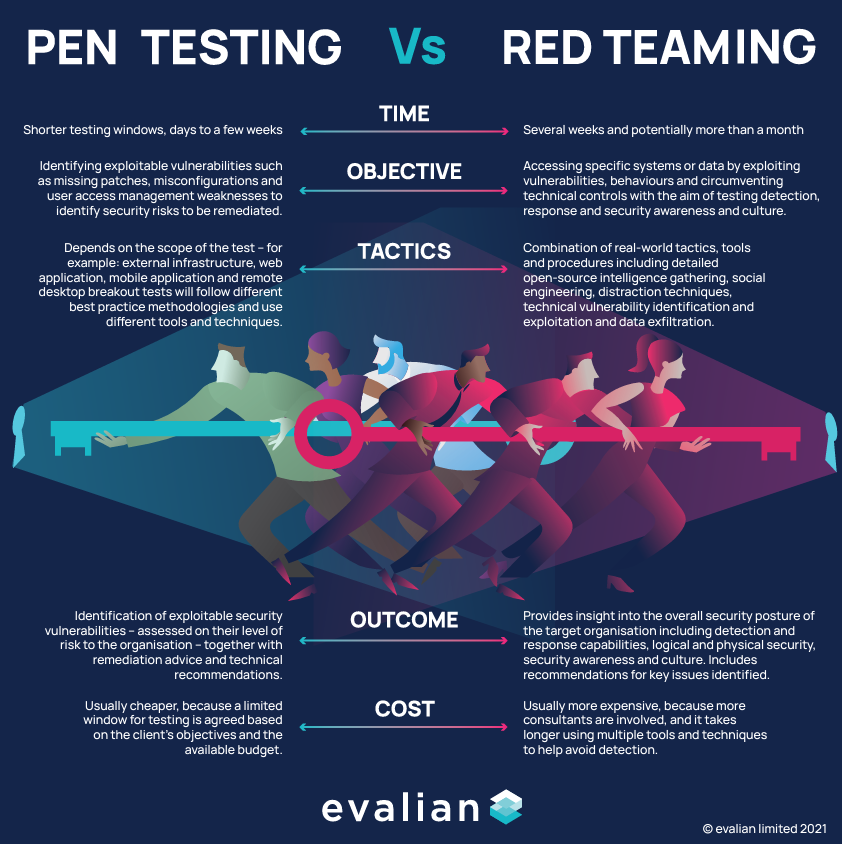 PEN TESTING Vs RED TEAMING
TIME
Shorter testing windows, days to a few weeks
Several weeks and potentially more than a month
OBJECTIVE
Identifying exploitable vulnerabilities such
as missing patches, misconfigurations and
user access management weaknesses to
identify security risks to be remediated.
Accessing specific systems or data by exploiting
vulnerabilities, behaviours and circumventing
technical controls with the aim of testing detection,
response and security awareness and culture.
TACTICS
Depends on the scope of the test – for
example: external infrastructure, web
application, mobile application and remote
desktop breakout tests will follow different
best practice methodologies and use
different tools and techniques.
Combination of real-world tactics, tools
and procedures including detailed
open-source intelligence gathering, social
engineering, distraction techniques,
technical vulnerability identification and
exploitation and data exfiltration.
OUTCOME
Identification of exploitable security
vulnerabilities – assessed on their level of
risk to the organisation – together with
remediation advice and technical
recommendations.
Provides insight into the overall security posture of
the target organisation including detection and
response capabilities, logical and physical security,
security awareness and culture. Includes
recommendations for key issues identified.
COST
Usually cheaper, because a limited
window for testing is agreed based
on the client's objectives and the
available budget.
Usually more expensive, because more
consultants are involved, and it takes
longer using multiple tools and techniques
to help avoid detection.
evalian
© evalian limited 2021